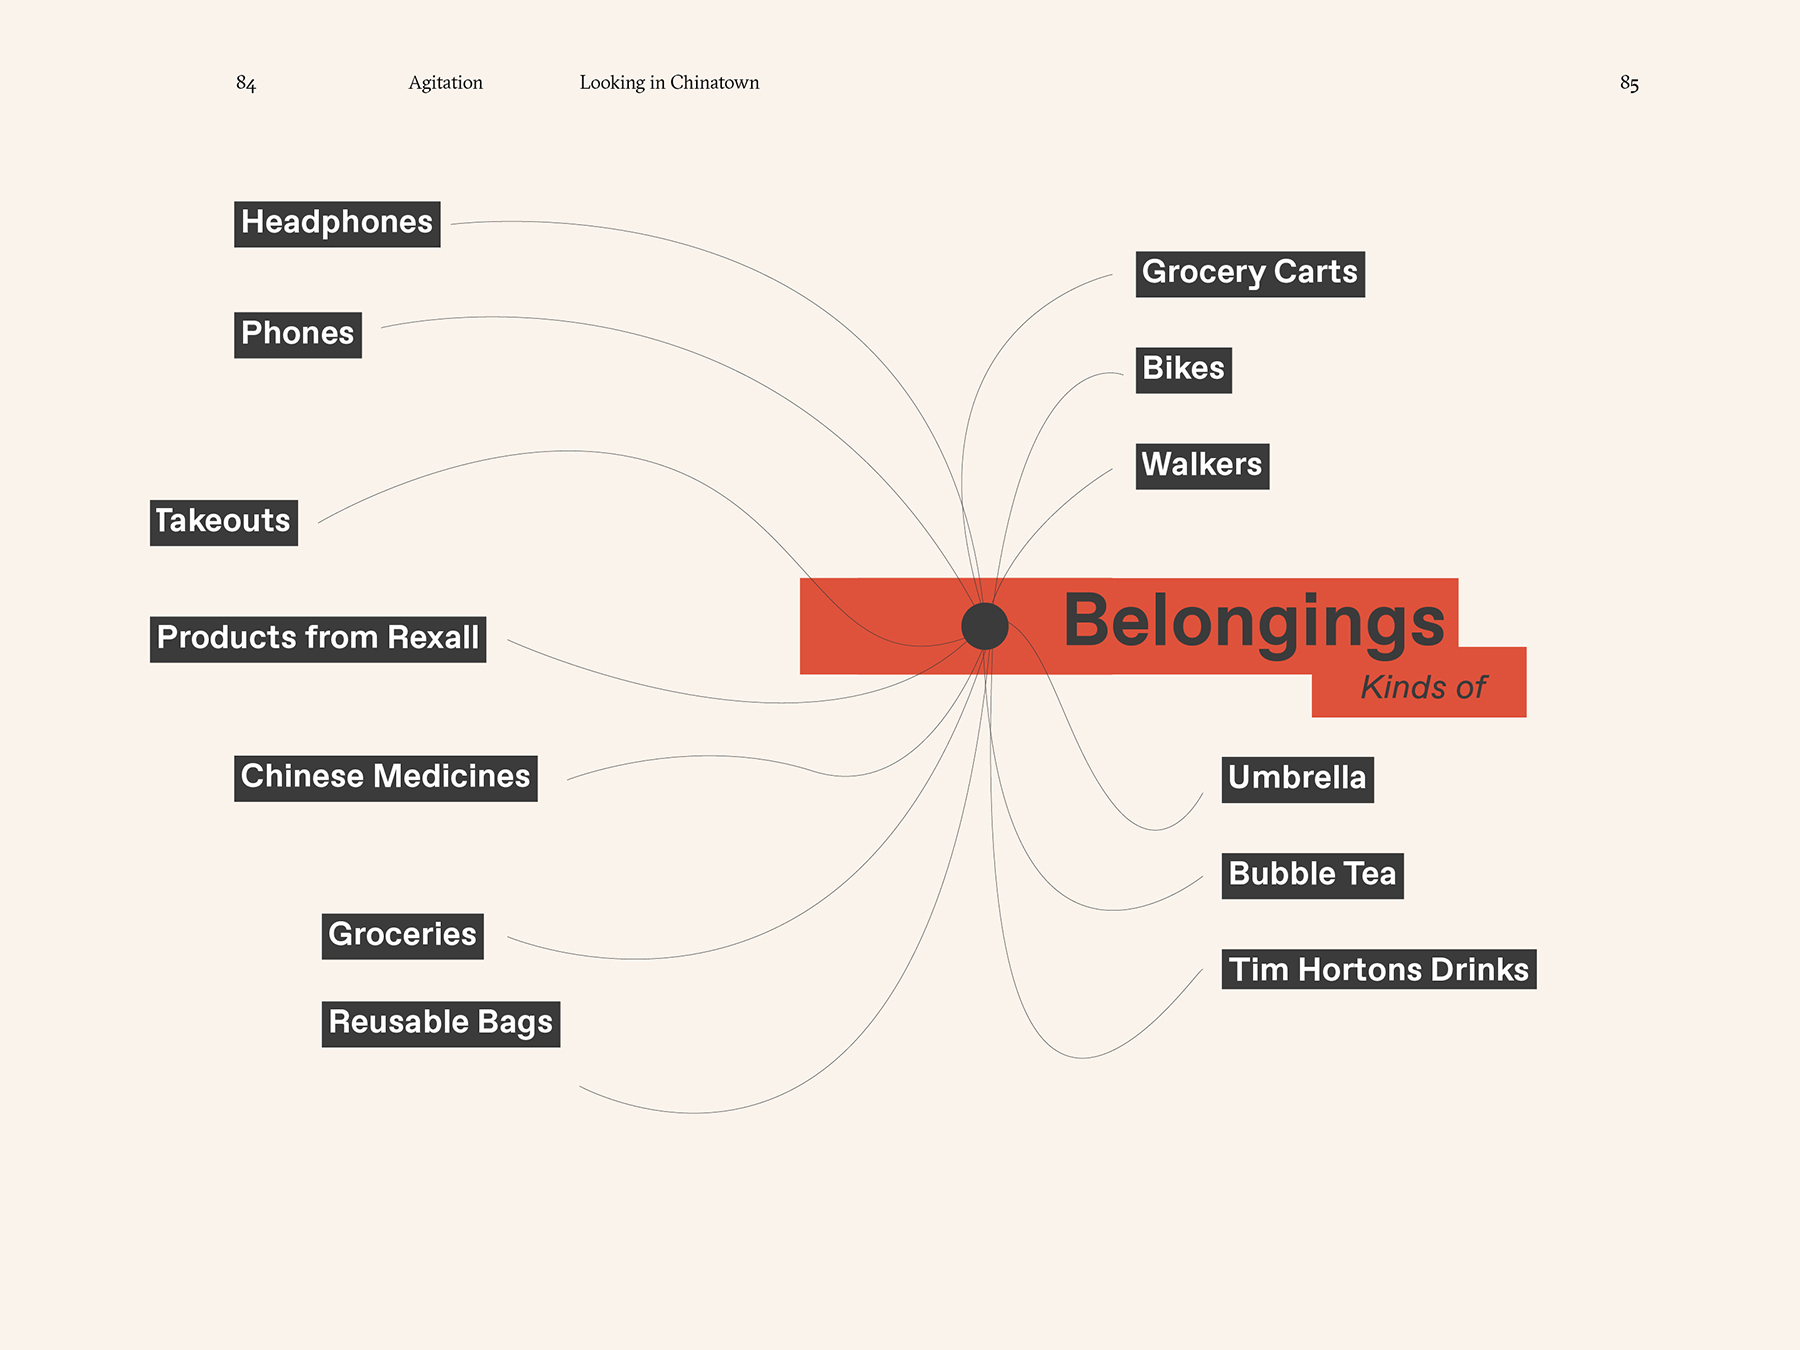 84 Agitation Looking in Chinatown 85
Headphones
Phones
Takeouts
Products from Rexall
Chinese Medicines
Groceries
Reusable Bags
Grocery Carts
Bikes
Walkers
Belongings
Kinds of
Umbrella
Bubble Tea
Tim Hortons Drinks